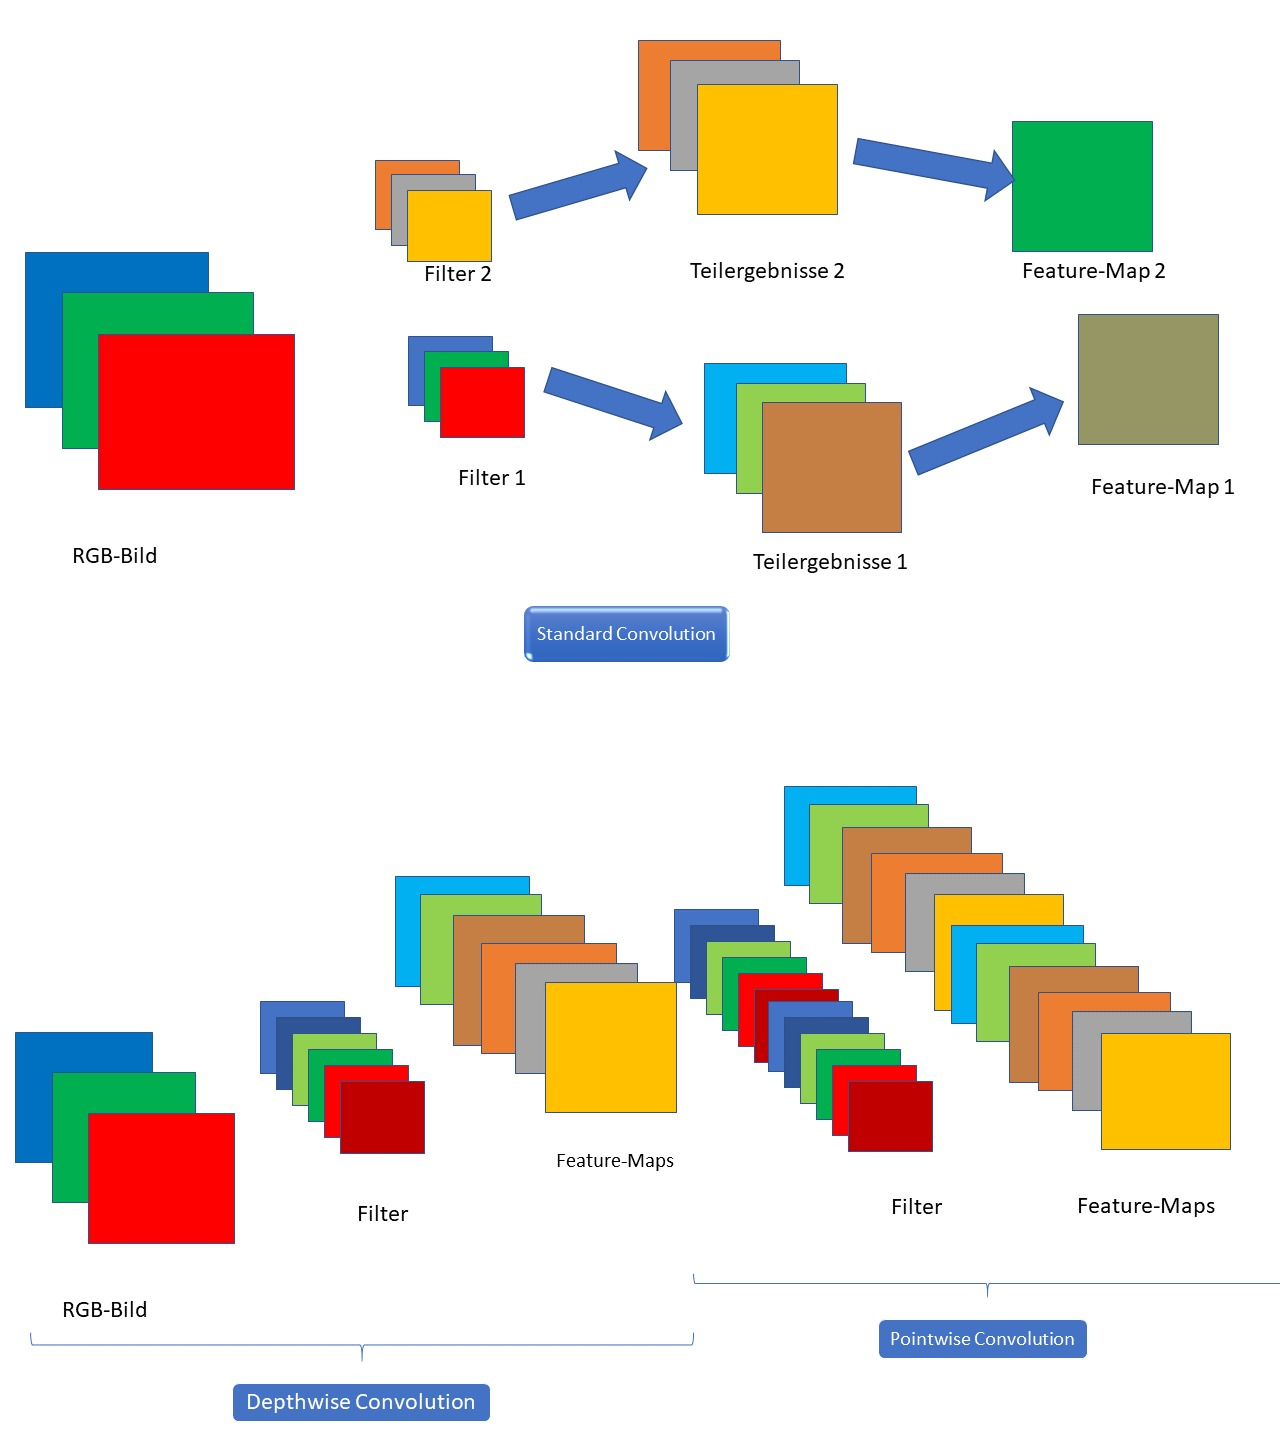 Filter 2
Teilergebnisse 2
Feature-Map 2
Filter 1
Feature-Map 1
RGB-Bild
Teilergebnisse 1
Standard Convolution
Feature-Maps
Filter
Filter
Feature-Maps
RGB-Bild
Pointwise Convolution
Depthwise Convolution